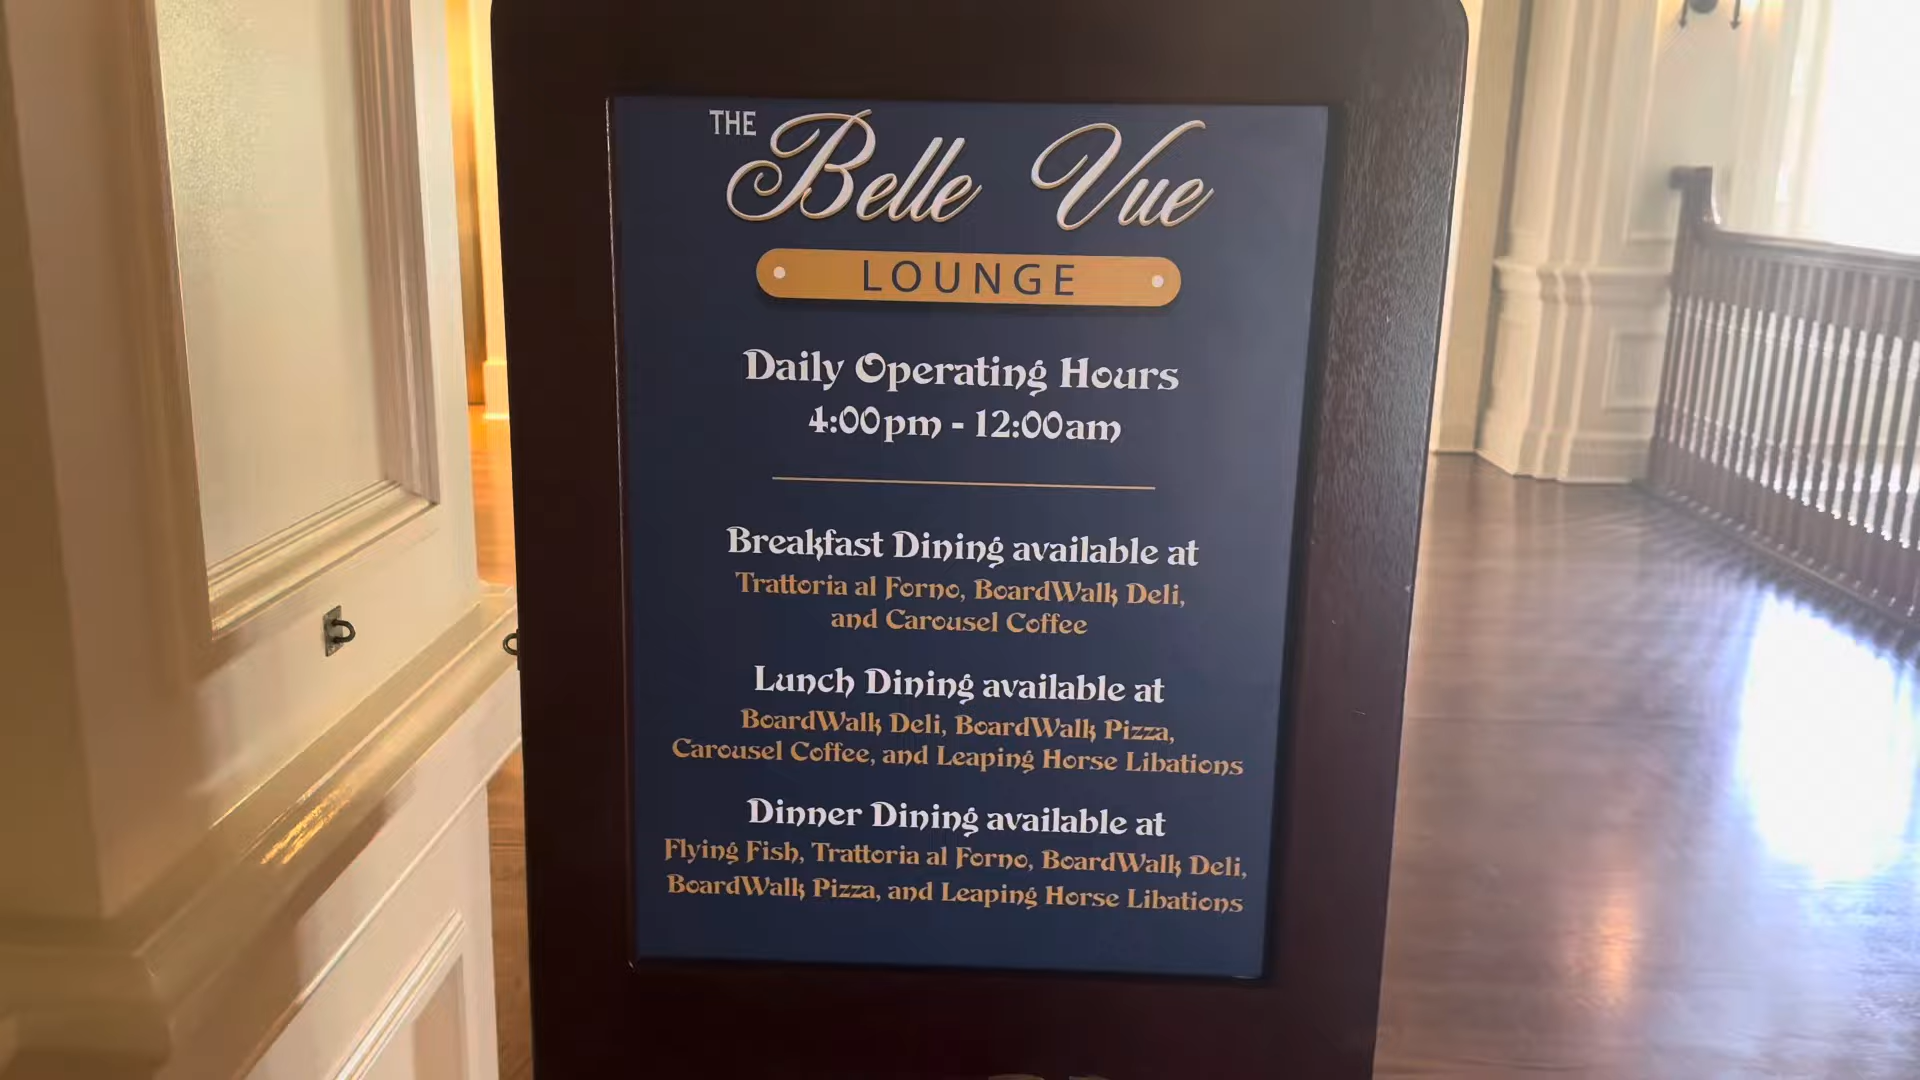 THE
Belle Vue
LOUNGE
Daily Operating Hours
4:00pm - 12:00am
Breakfast Dining available at
Trattoria al Forno, BoardWalk Deli,
and Carousel Coffee
Lunch Dining available at
BoardWalk Deli, BoardWalk Pizza,
Carousel Coffee, and Leaping Horse Libations
Dinner Dining available at
Flying Fish, Trattoria al Forno, BoardWalk Deli,
BoardWalk Pizza, and Leaping Horse Libations